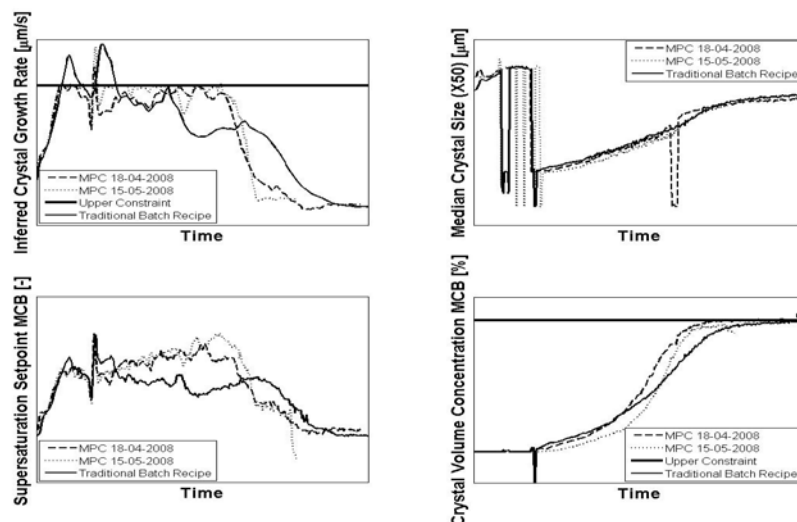 Inferred Crystal Growth Rate [µm/s]
MPC 18-04-2008
MPC 15-05-2008
Upper Constraint
Traditional Batch Recipe
Time
Median Crystal Size (X50) [µm]
MPC 18-04-2008
MPC 15-05-2008
Traditional Batch Recipe
Time
Supersaturation Setpoint MCB [-]
MPC 18-04-2008
MPC 15-05-2008
Traditional Batch Recipe
Time
Crystal Volume Concentration MCB [%]
MPC 18-04-2008
MPC 15-05-2008
Upper Constraint
Traditional Batch Recipe
Time